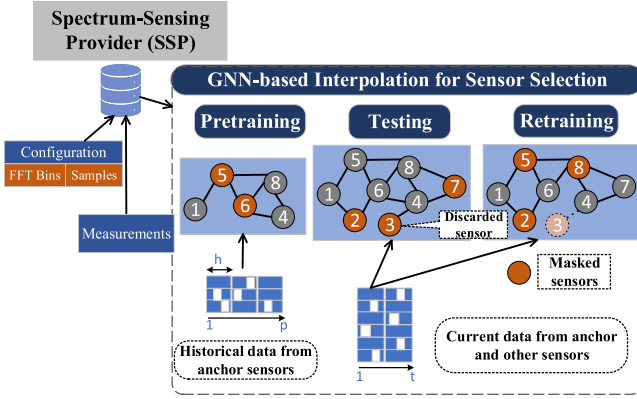 Spectrum-Sensing
Provider (SSP)
GNN-based Interpolation for Sensor Selection
Pretraining
Testing
Retraining
Configuration
FFT Bins
Samples
Measurements
5
8
6
1
4
5
8
7
1
6
4
2
3
5
8
7
1
6
4
2
3
Discarded
sensor
Masked
sensors
h
1
p
1
t
Historical data from
anchor sensors
Current data from anchor
and other sensors